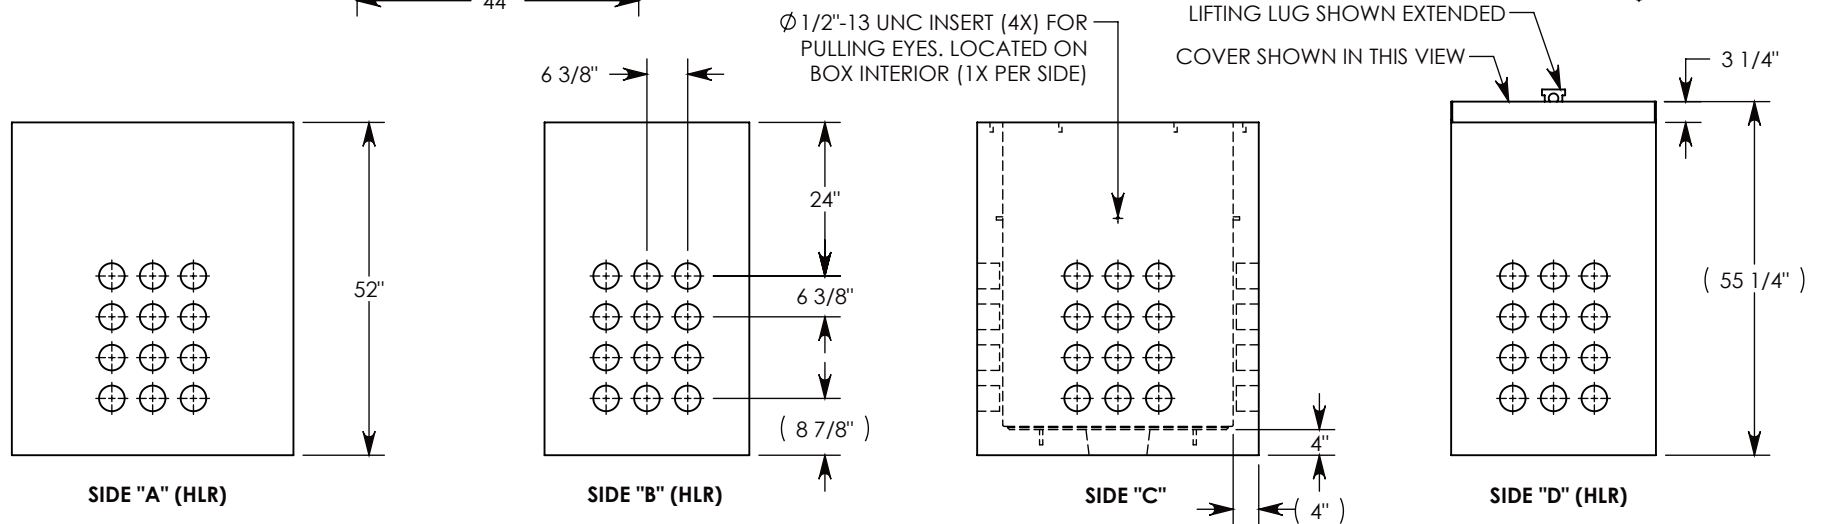 44"
Ø 1/2"-13 UNC INSERT (4X) FOR
PULLING EYES. LOCATED ON
BOX INTERIOR (1X PER SIDE)
LIFTING LUG SHOWN EXTENDED
COVER SHOWN IN THIS VIEW
3 1/4"
6 3/8"
24"
52"
6 3/8"
( 8 7/8" )
4"
( 4" )
( 55 1/4" )
SIDE "A" (HLR)
SIDE "B" (HLR)
SIDE "C"
SIDE "D" (HLR)